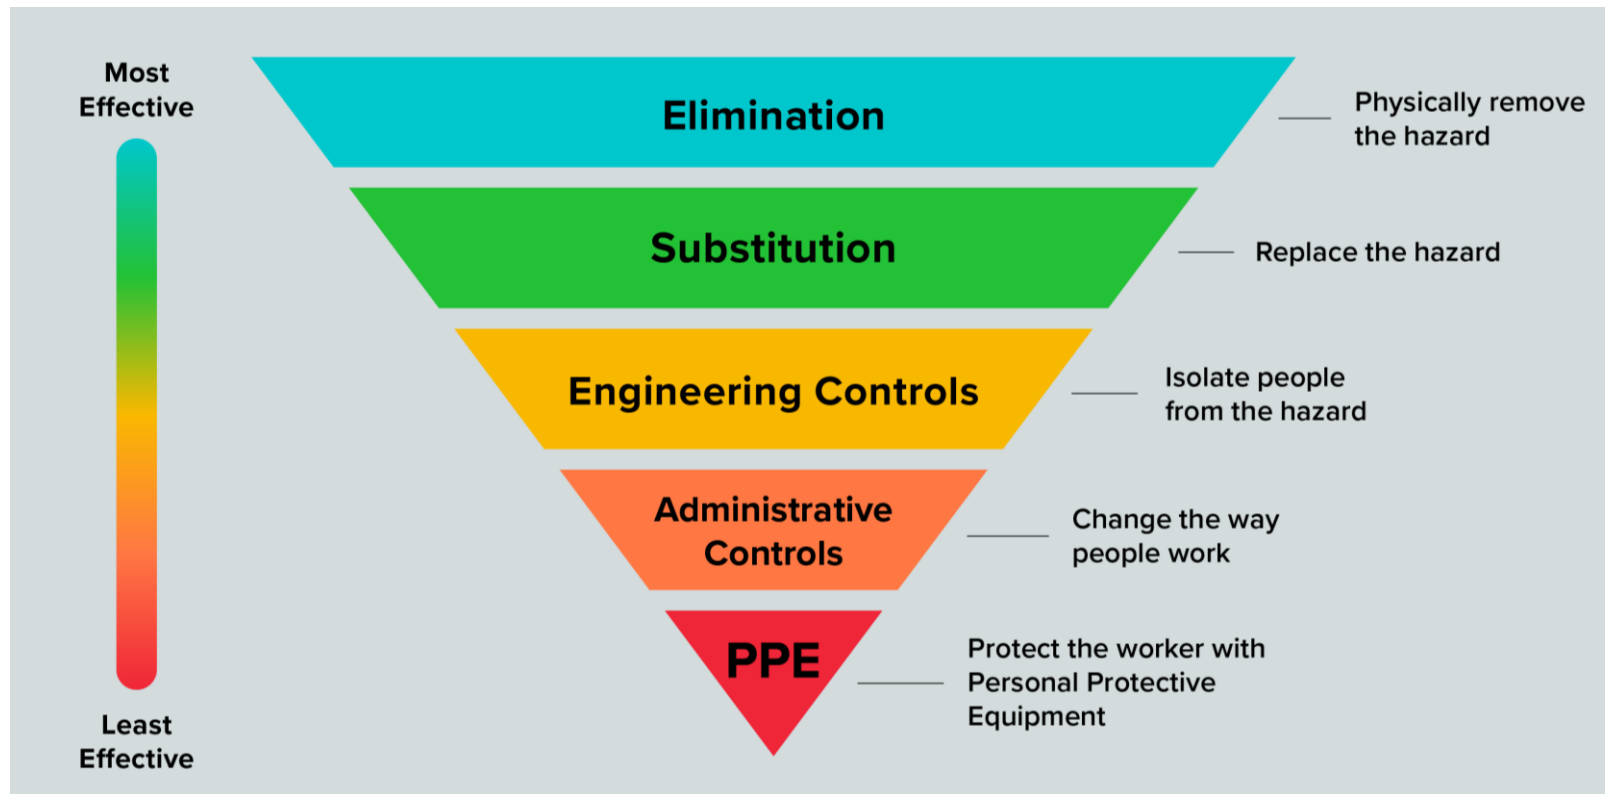 Most
Effective
Elimination
Physically remove
the hazard
Substitution
Replace the hazard
Engineering Controls
Isolate people
from the hazard
Administrative
Controls
Change the way
people work
PPE
Protect the worker with
Personal Protective
Equipment
Least
Effective